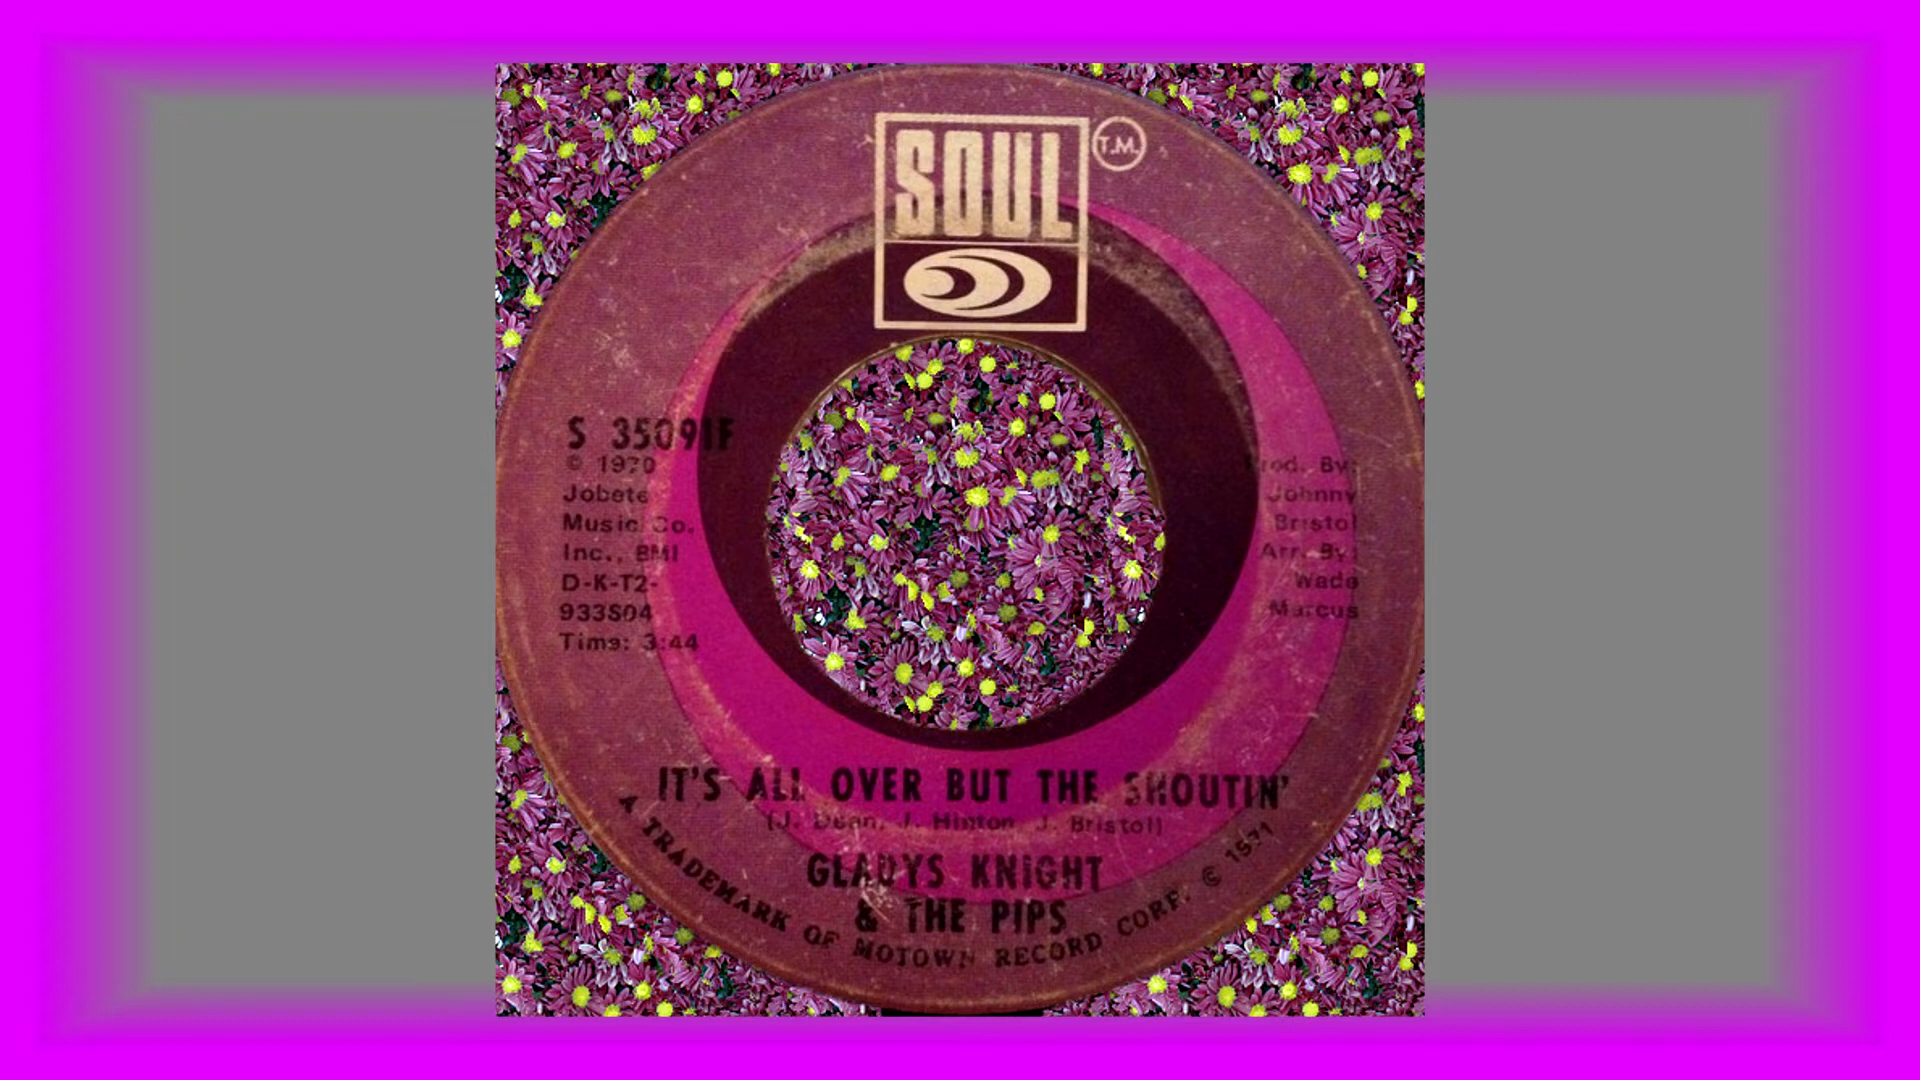 SOUL
T.M.
S 35091F
© 1970
Jobete
Music Co.
Inc., BMI
D-K-T2-
933S04
Time: 3:44
Prod. By:
Johnny
Bristol
Arr. By:
Wade
Marcus
IT'S ALL OVER BUT THE SHOUTIN'
(J. Dean, J. Hinton, J. Bristol)
GLADYS KNIGHT
& THE PIPS
A TRADEMARK OF MOTOWN RECORD CORP. © 1971